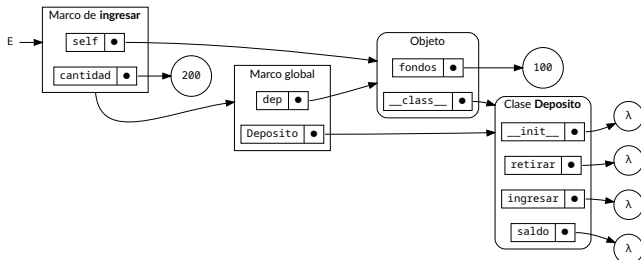 Marco de ingresar
E
self
cantidad
200
Marco global
dep
Deposito
Objeto
fondos
__class__
100
Clase Deposito
__init__
retirar
ingresar
saldo
λ
λ
λ
λ